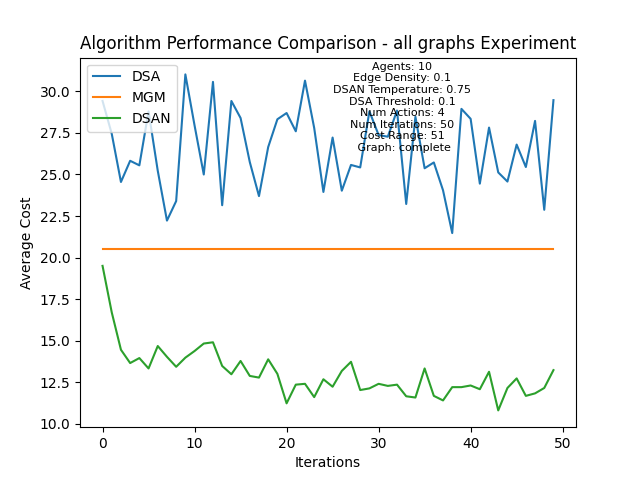 Algorithm Performance Comparison - all graphs Experiment
DSA
MGM
DSAN
Agents: 10
Edge Density: 0.1
DSAN Temperature: 0.75
DSA Threshold: 0.1
Num Actions: 4
Num Iterations: 50
Cost Range: 51
Graph: complete
Average Cost
30.0
27.5
25.0
22.5
20.0
17.5
15.0
12.5
10.0
0
10
20
30
40
50
Iterations